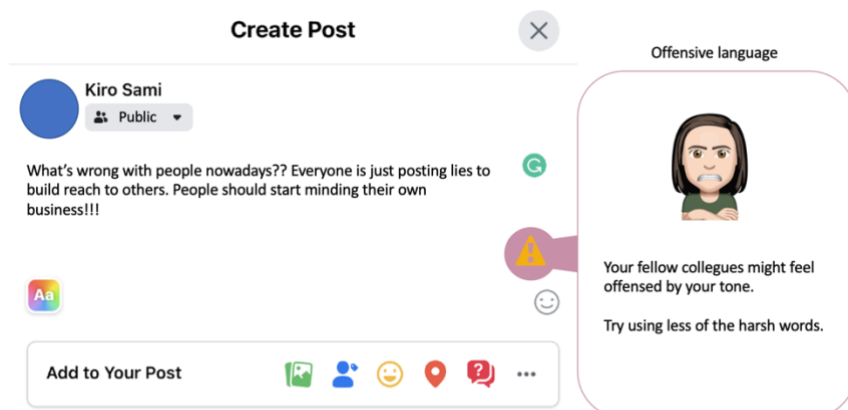 Create Post
Offensive language
Kiro Sami
Public
What's wrong with people nowadays?? Everyone is just posting lies to
build reach to others. People should start minding their own
business!!!
G
Your fellow collegues might feel
offensed by your tone.
Try using less of the harsh words.
Aa
Add to Your Post
?